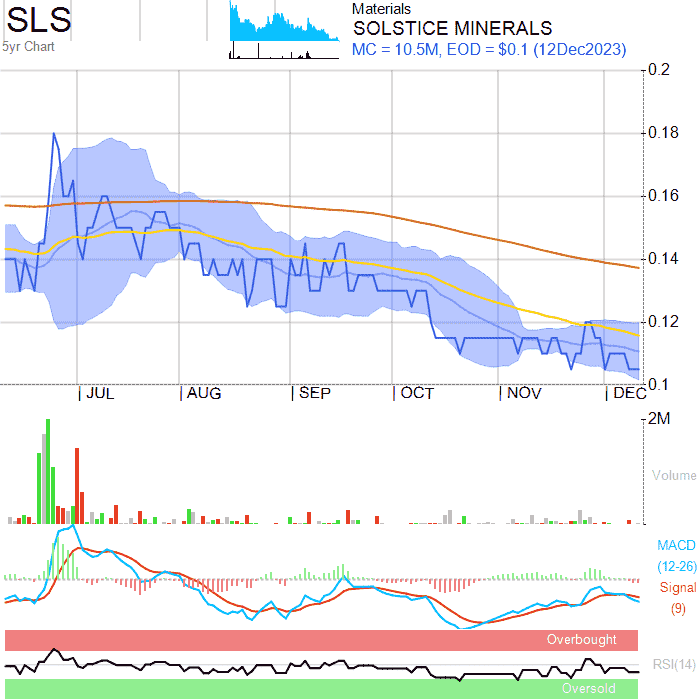 SLS
5yr Chart
Materials
SOLSTICE MINERALS
MC = 10.5M, EOD = $0.1 (12Dec2023)
0.2
0.18
0.16
0.14
0.12
0.1
| JUL | AUG | SEP | OCT | NOV | DEC
2M
Volume
MACD
(12-26)
Signal
(9)
Overbought
RSI(14)
Oversold